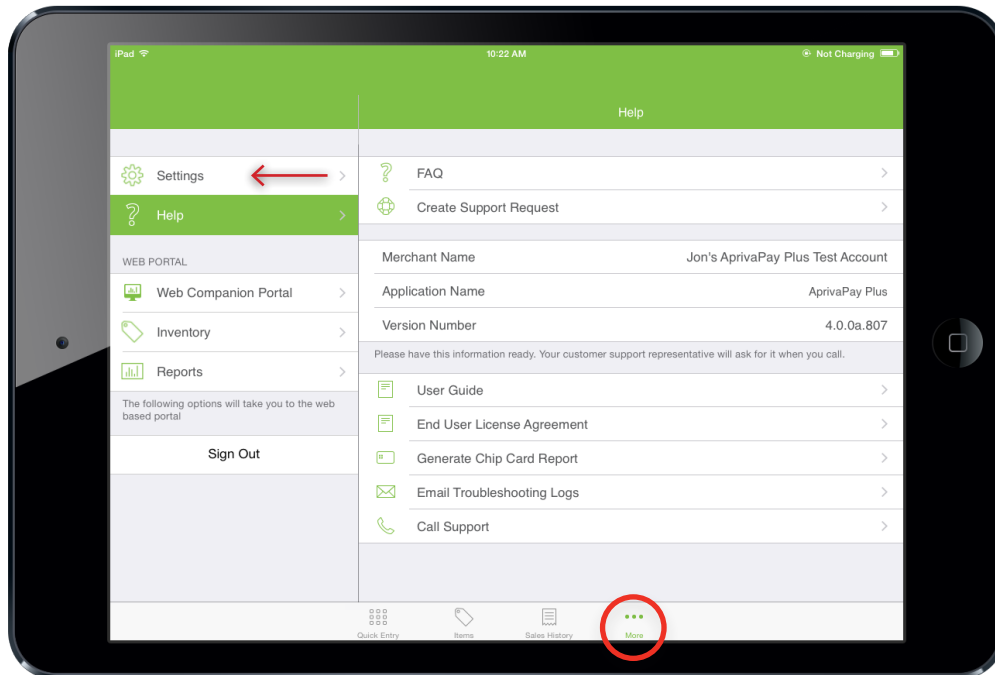 iPad
10:22 AM
Not Charging
Help
Settings
Help
WEB PORTAL
Web Companion Portal
Inventory
Reports
The following options will take you to the web
based portal
Sign Out
FAQ
Create Support Request
Merchant Name
Jon's AprivaPay Plus Test Account
Application Name
AprivaPay Plus
Version Number
4.0.0a.807
Please have this information ready. Your customer support representative will ask for it when you call.
User Guide
End User License Agreement
Generate Chip Card Report
Email Troubleshooting Logs
Call Support
Quick Entry
Items
Sales History
More